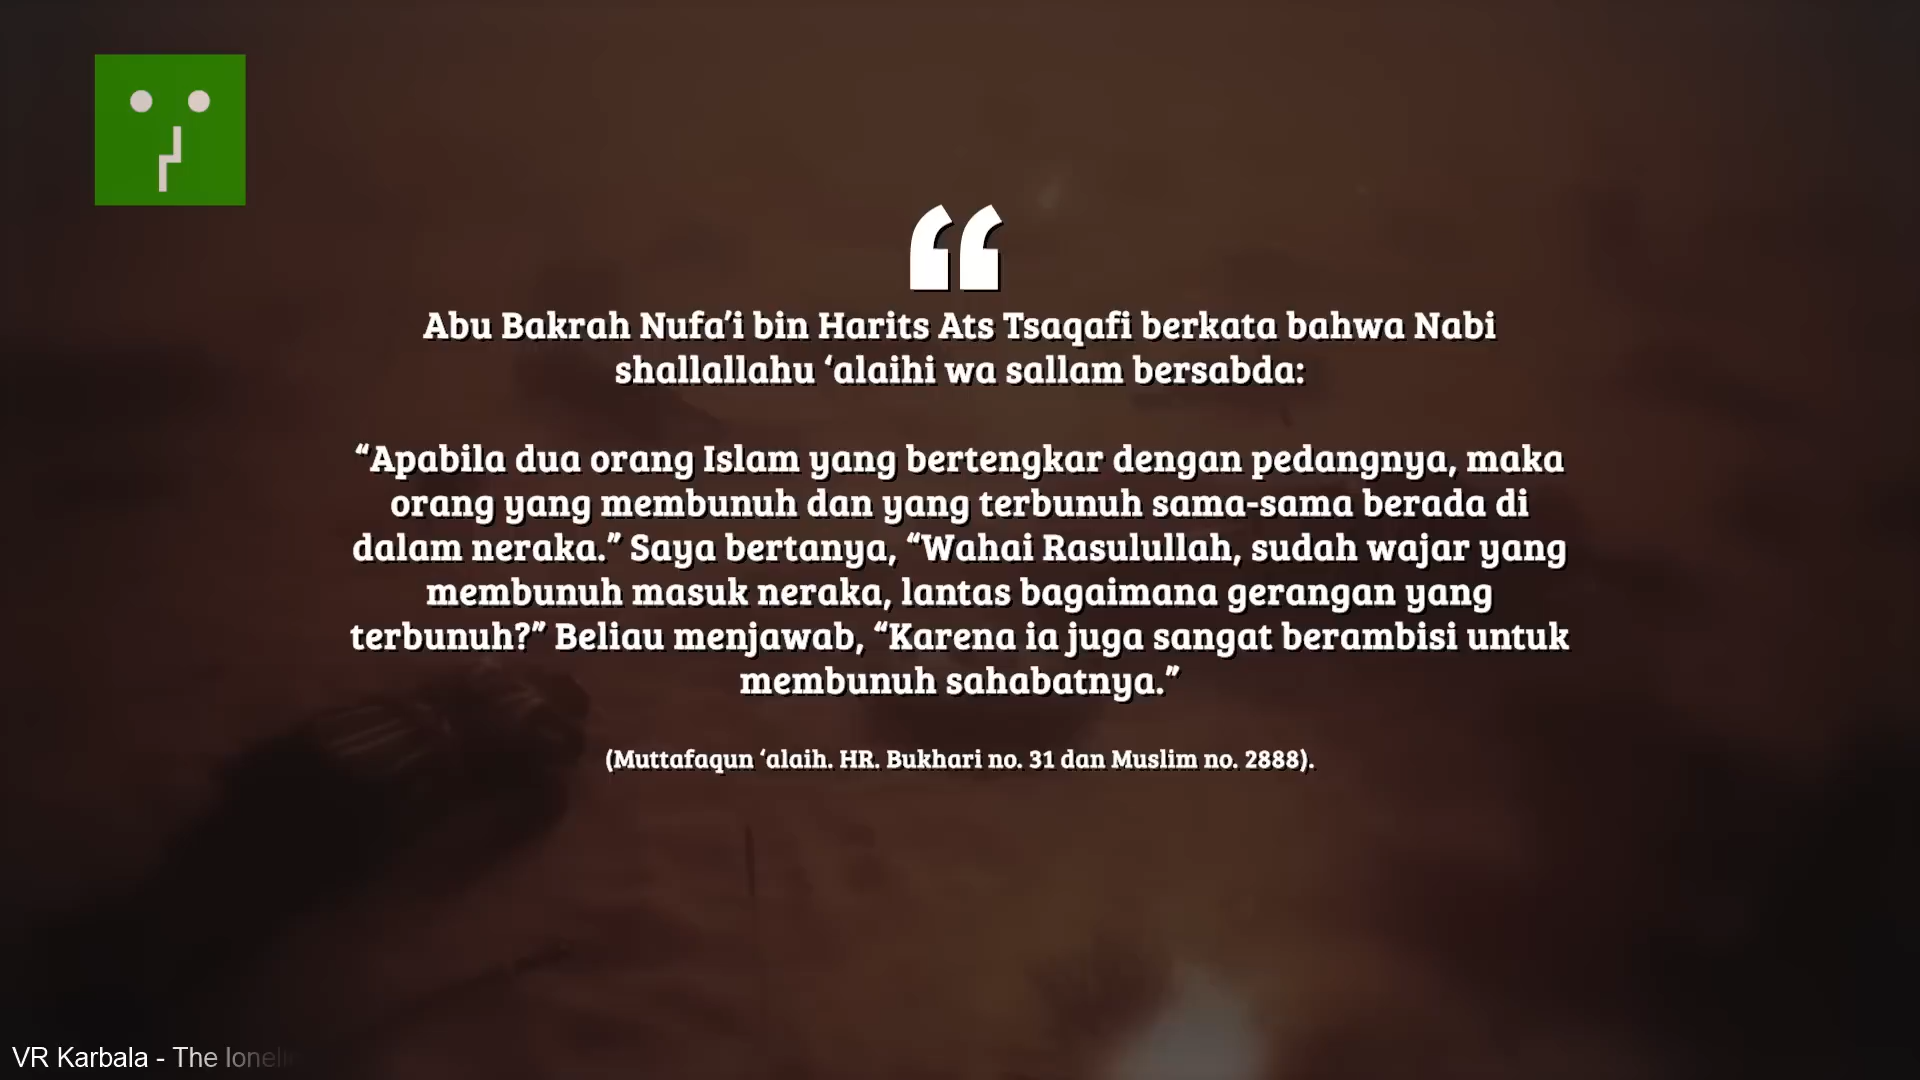 “
Abu Bakrah Nufa’i bin Harits Ats Tsaqafi berkata bahwa Nabi
shallallahu ‘alaihi wa sallam bersabda:
“Apabila dua orang Islam yang bertengkar dengan pedangnya, maka
orang yang membunuh dan yang terbunuh sama-sama berada di
dalam neraka.” Saya bertanya, “Wahai Rasulullah, sudah wajar yang
membunuh masuk neraka, lantas bagaimana gerangan yang
terbunuh?” Beliau menjawab, “Karena ia juga sangat berambisi untuk
membunuh sahabatnya.”
(Muttafaqun ‘alaih. HR. Bukhari no. 31 dan Muslim no. 2888).
VR Karbala - The